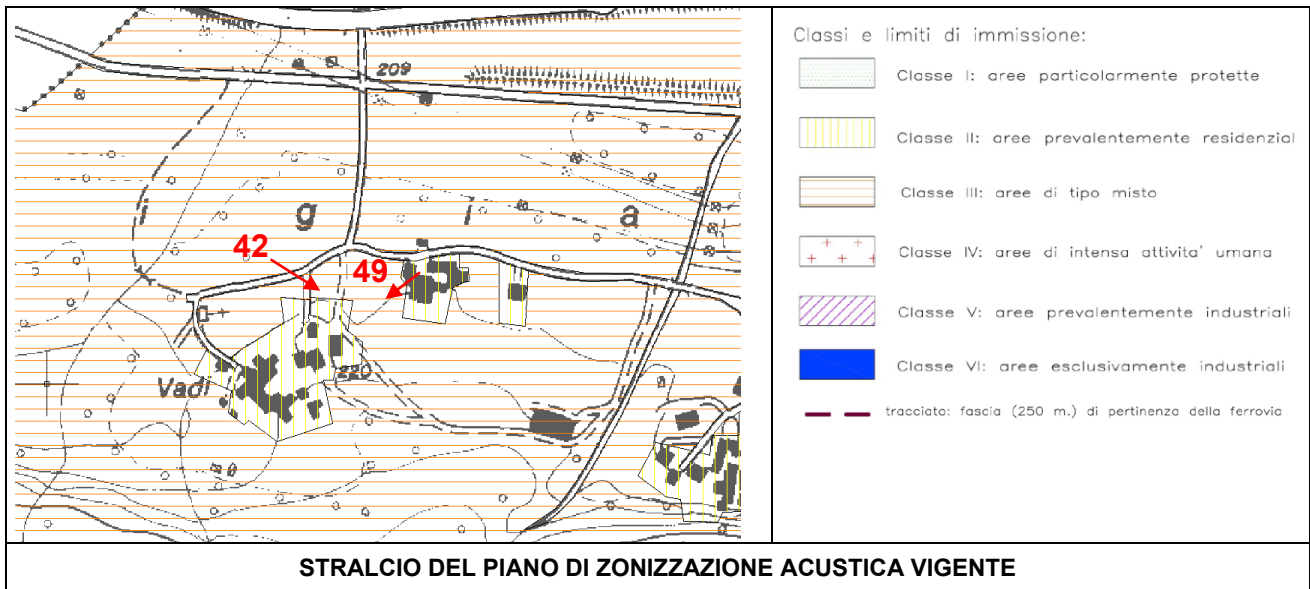 209
i g i a
42
49
Vadi
220
Classi e limiti di immissione:
Classe I: aree particolarmente protette
Classe II: aree prevalentemente residenzial
Classe III: aree di tipo misto
Classe IV: aree di intensa attivita' umana
Classe V: aree prevalentemente industriali
Classe VI: aree esclusivamente industriali
tracciato: fascia (250 m.) di pertinenza della ferrovia
STRALCIO DEL PIANO DI ZONIZZAZIONE ACUSTICA VIGENTE